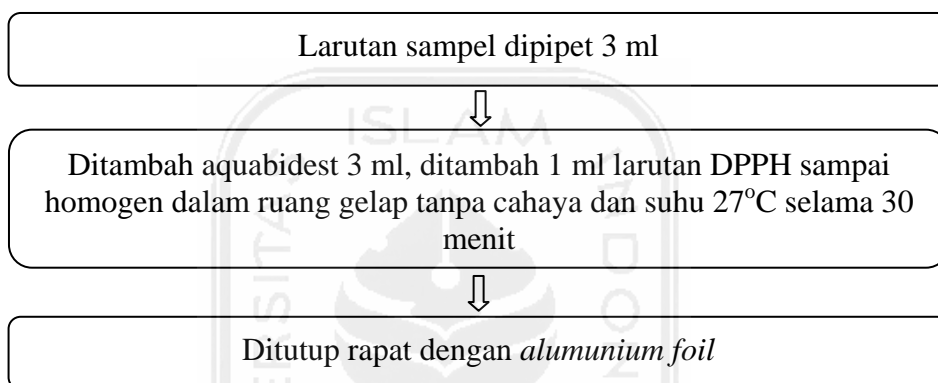 Larutan sampel dipipet 3 ml
ISLAM
Ditambah aquabidest 3 ml, ditambah 1 ml larutan DPPH sampai
homogen dalam ruang gelap tanpa cahaya dan suhu 27°C selama 30
menit
Ditutup rapat dengan alumunium foil